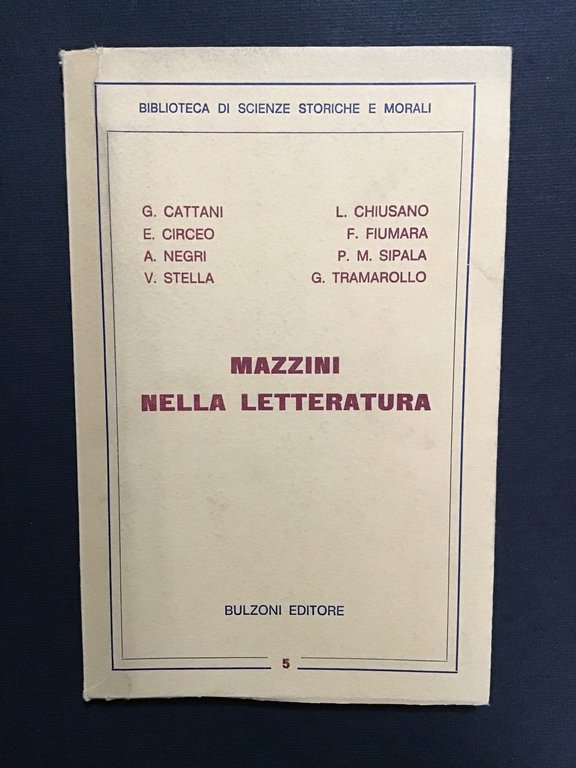 BIBLIOTECA DI SCIENZE STORICHE E MORALI
G. CATTANI L. CHIUSANO
E. CIRCEO F. FIUMARA
A. NEGRI P. M. SIPALA
V. STELLA G. TRAMAROLLO
MAZZINI
NELLA LETTERATURA
BULZONI EDITORE
5